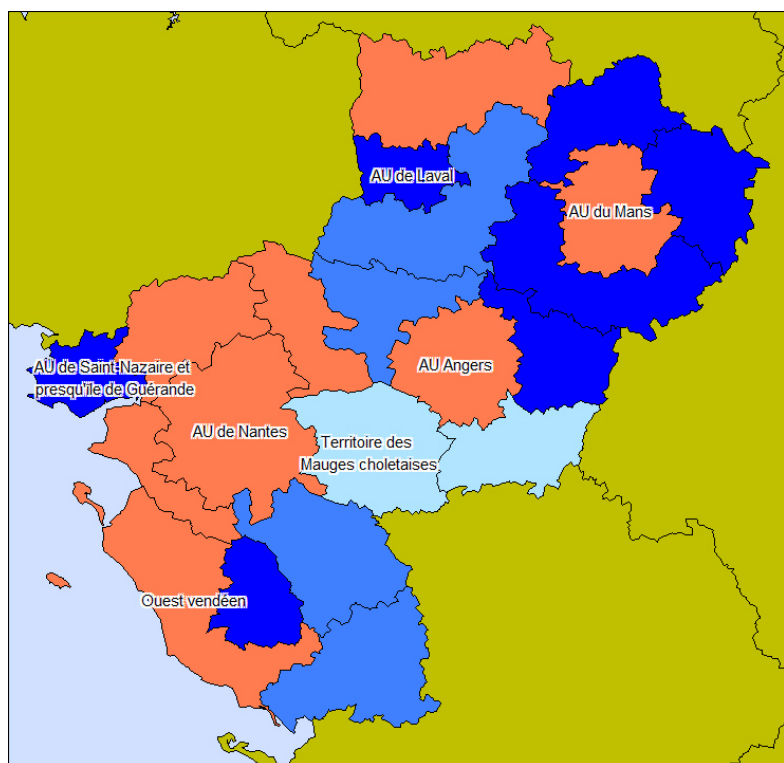 AU de Laval
AU du Mans
AU de Saint-Nazaire et
presqu'île de Guérande
AU Angers
AU de Nantes
Territoire des
Mauges choletaises
Ouest vendéen